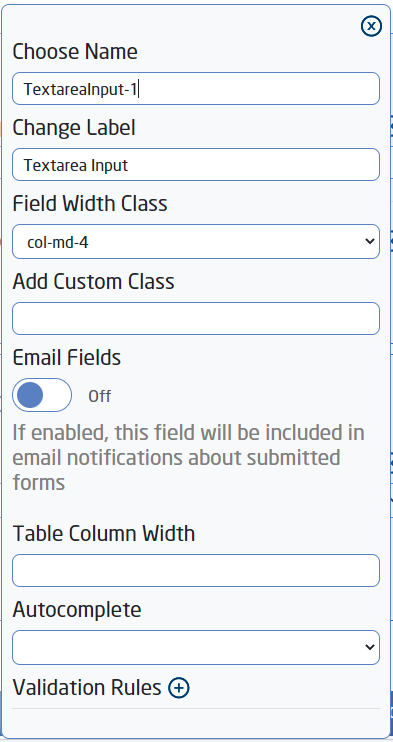 Choose Name
TextareaInput-1
Change Label
Textarea Input
Field Width Class
col-md-4
Add Custom Class
Email Fields
Off
If enabled, this field will be included in
email notifications about submitted
forms
Table Column Width
Autocomplete
Validation Rules